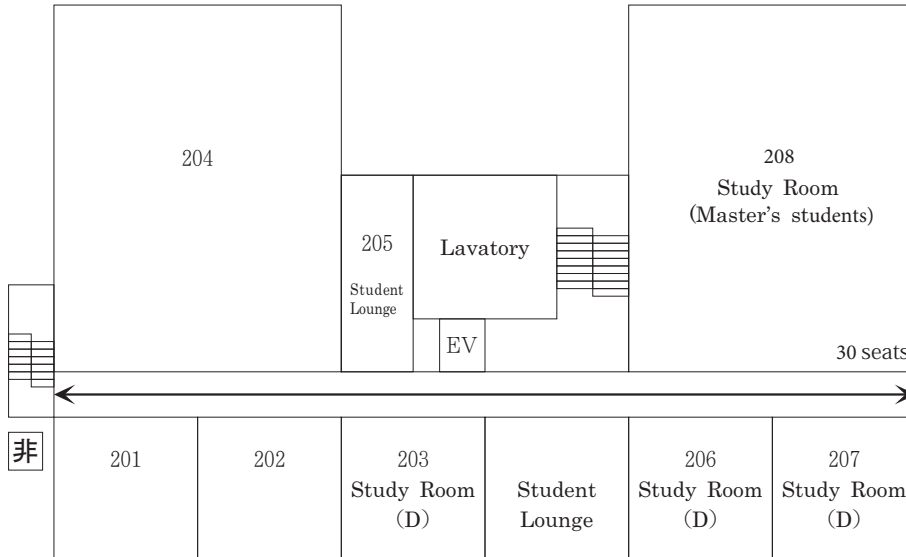 204
208
Study Room
(Master's students)
205
Student
Lounge
Lavatory
EV
30 seats
非
201
202
203
Study Room
(D)
Student
Lounge
206
Study Room
(D)
207
Study Room
(D)